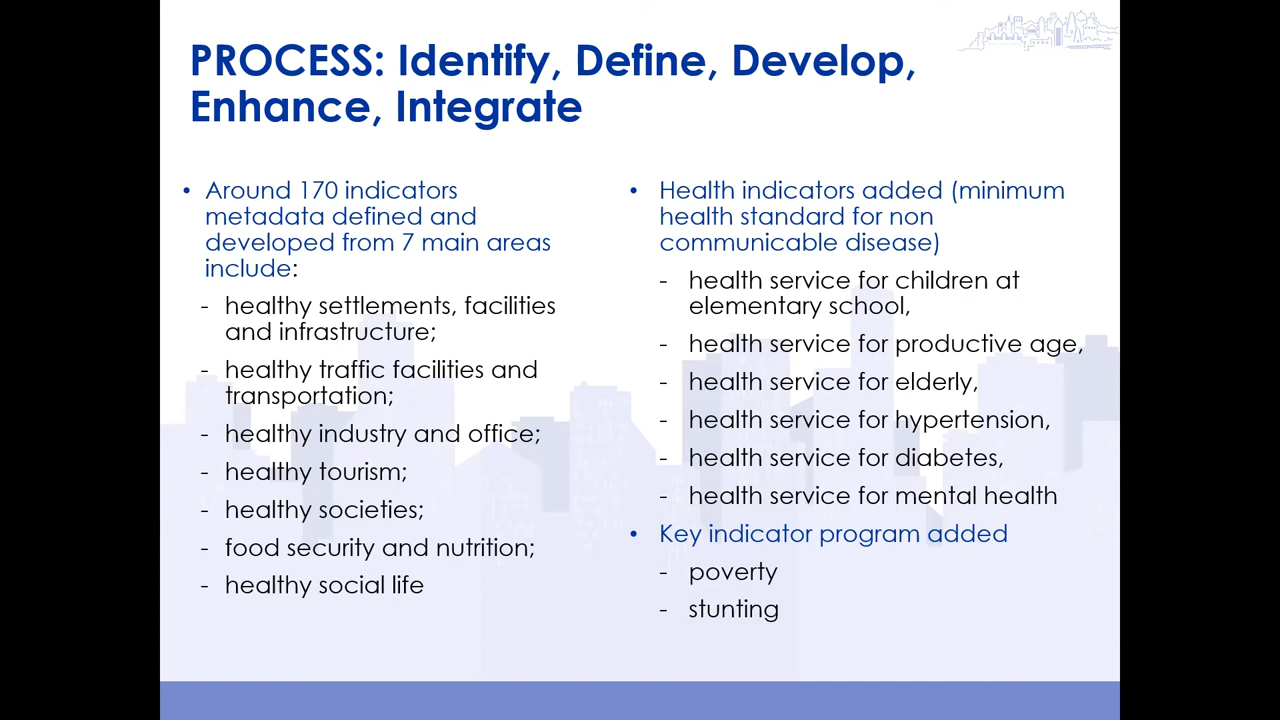 PROCESS: Identify, Define, Develop,
Enhance, Integrate
• Around 170 indicators
metadata defined and
developed from 7 main areas
include:
- healthy settlements, facilities
and infrastructure;
- healthy traffic facilities and
transportation;
- healthy industry and office;
- healthy tourism;
- healthy societies;
- food security and nutrition;
- healthy social life
• Health indicators added (minimum
health standard for non
communicable disease)
- health service for children at
elementary school,
- health service for productive age,
- health service for elderly,
- health service for hypertension,
- health service for diabetes,
- health service for mental health
• Key indicator program added
- poverty
- stunting